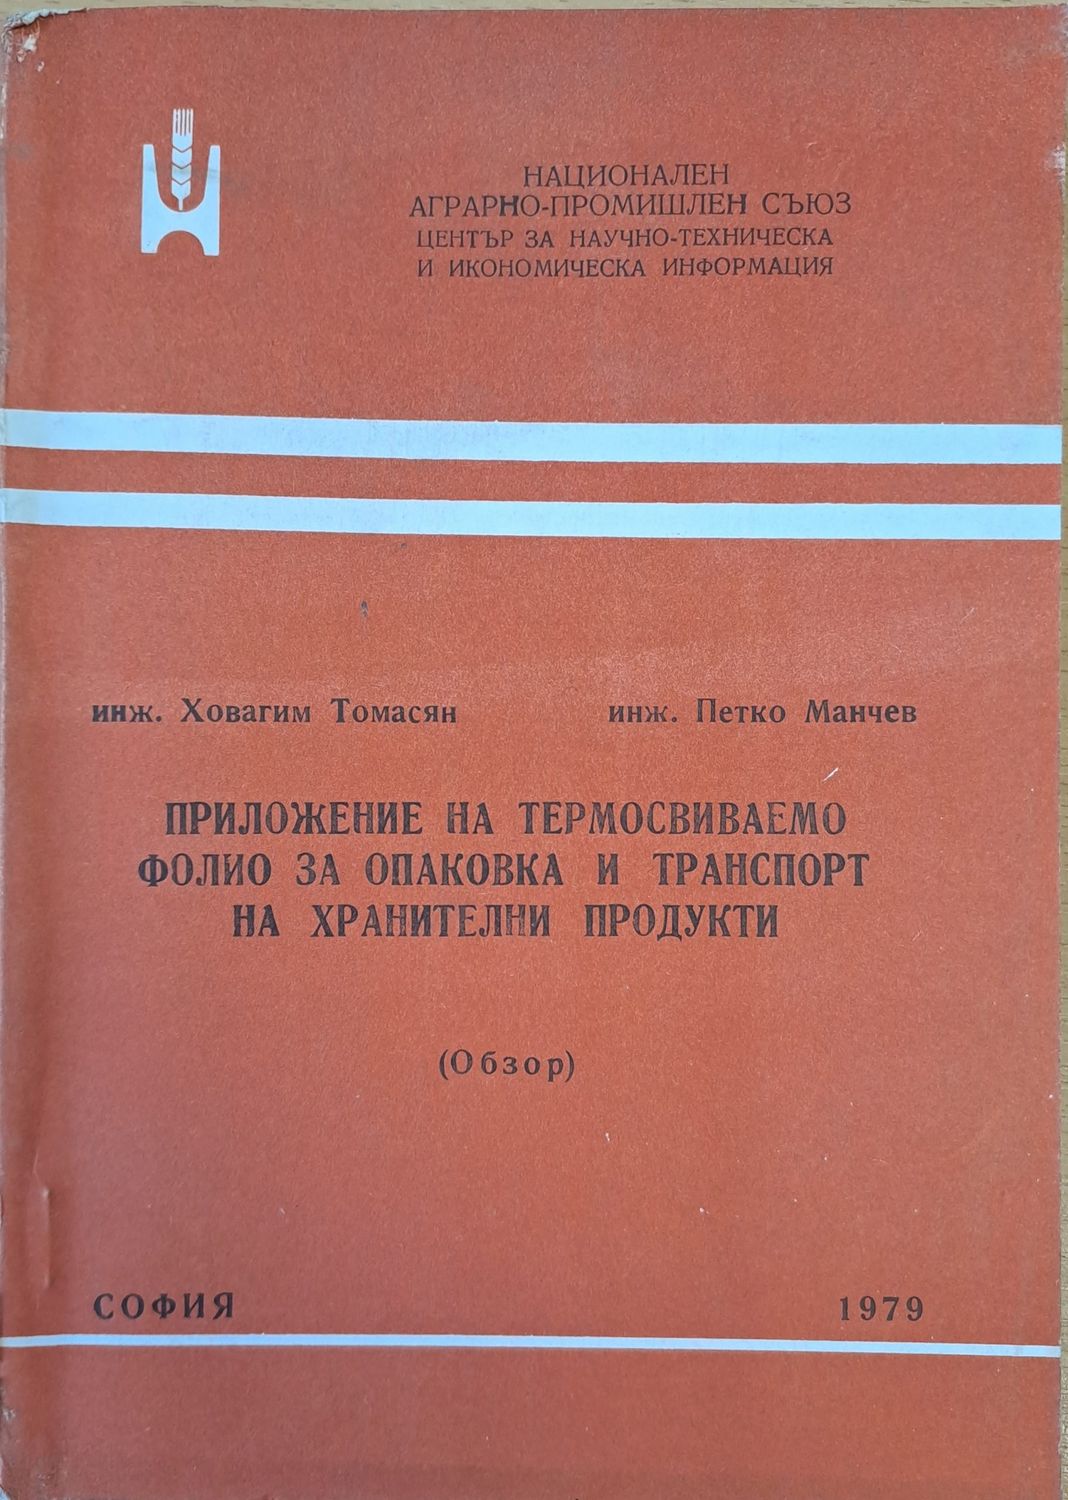 НАЦИОНАЛЕН
АГРАРНО-ПРОМИШЛЕН СЪЮЗ
ЦЕНТЪР ЗА НАУЧНО-ТЕХНИЧЕСКА
И ИКОНОМИЧЕСКА ИНФОРМАЦИЯ
инж. Ховагим Томасян инж. Петко Манчев
ПРИЛОЖЕНИЕ НА ТЕРМОСВИВАЕМО
ФОЛИО ЗА ОПАКОВКА И ТРАНСПОРТ
НА ХРАНИТЕЛНИ ПРОДУКТИ
(Обзор)
СОФИЯ 1979